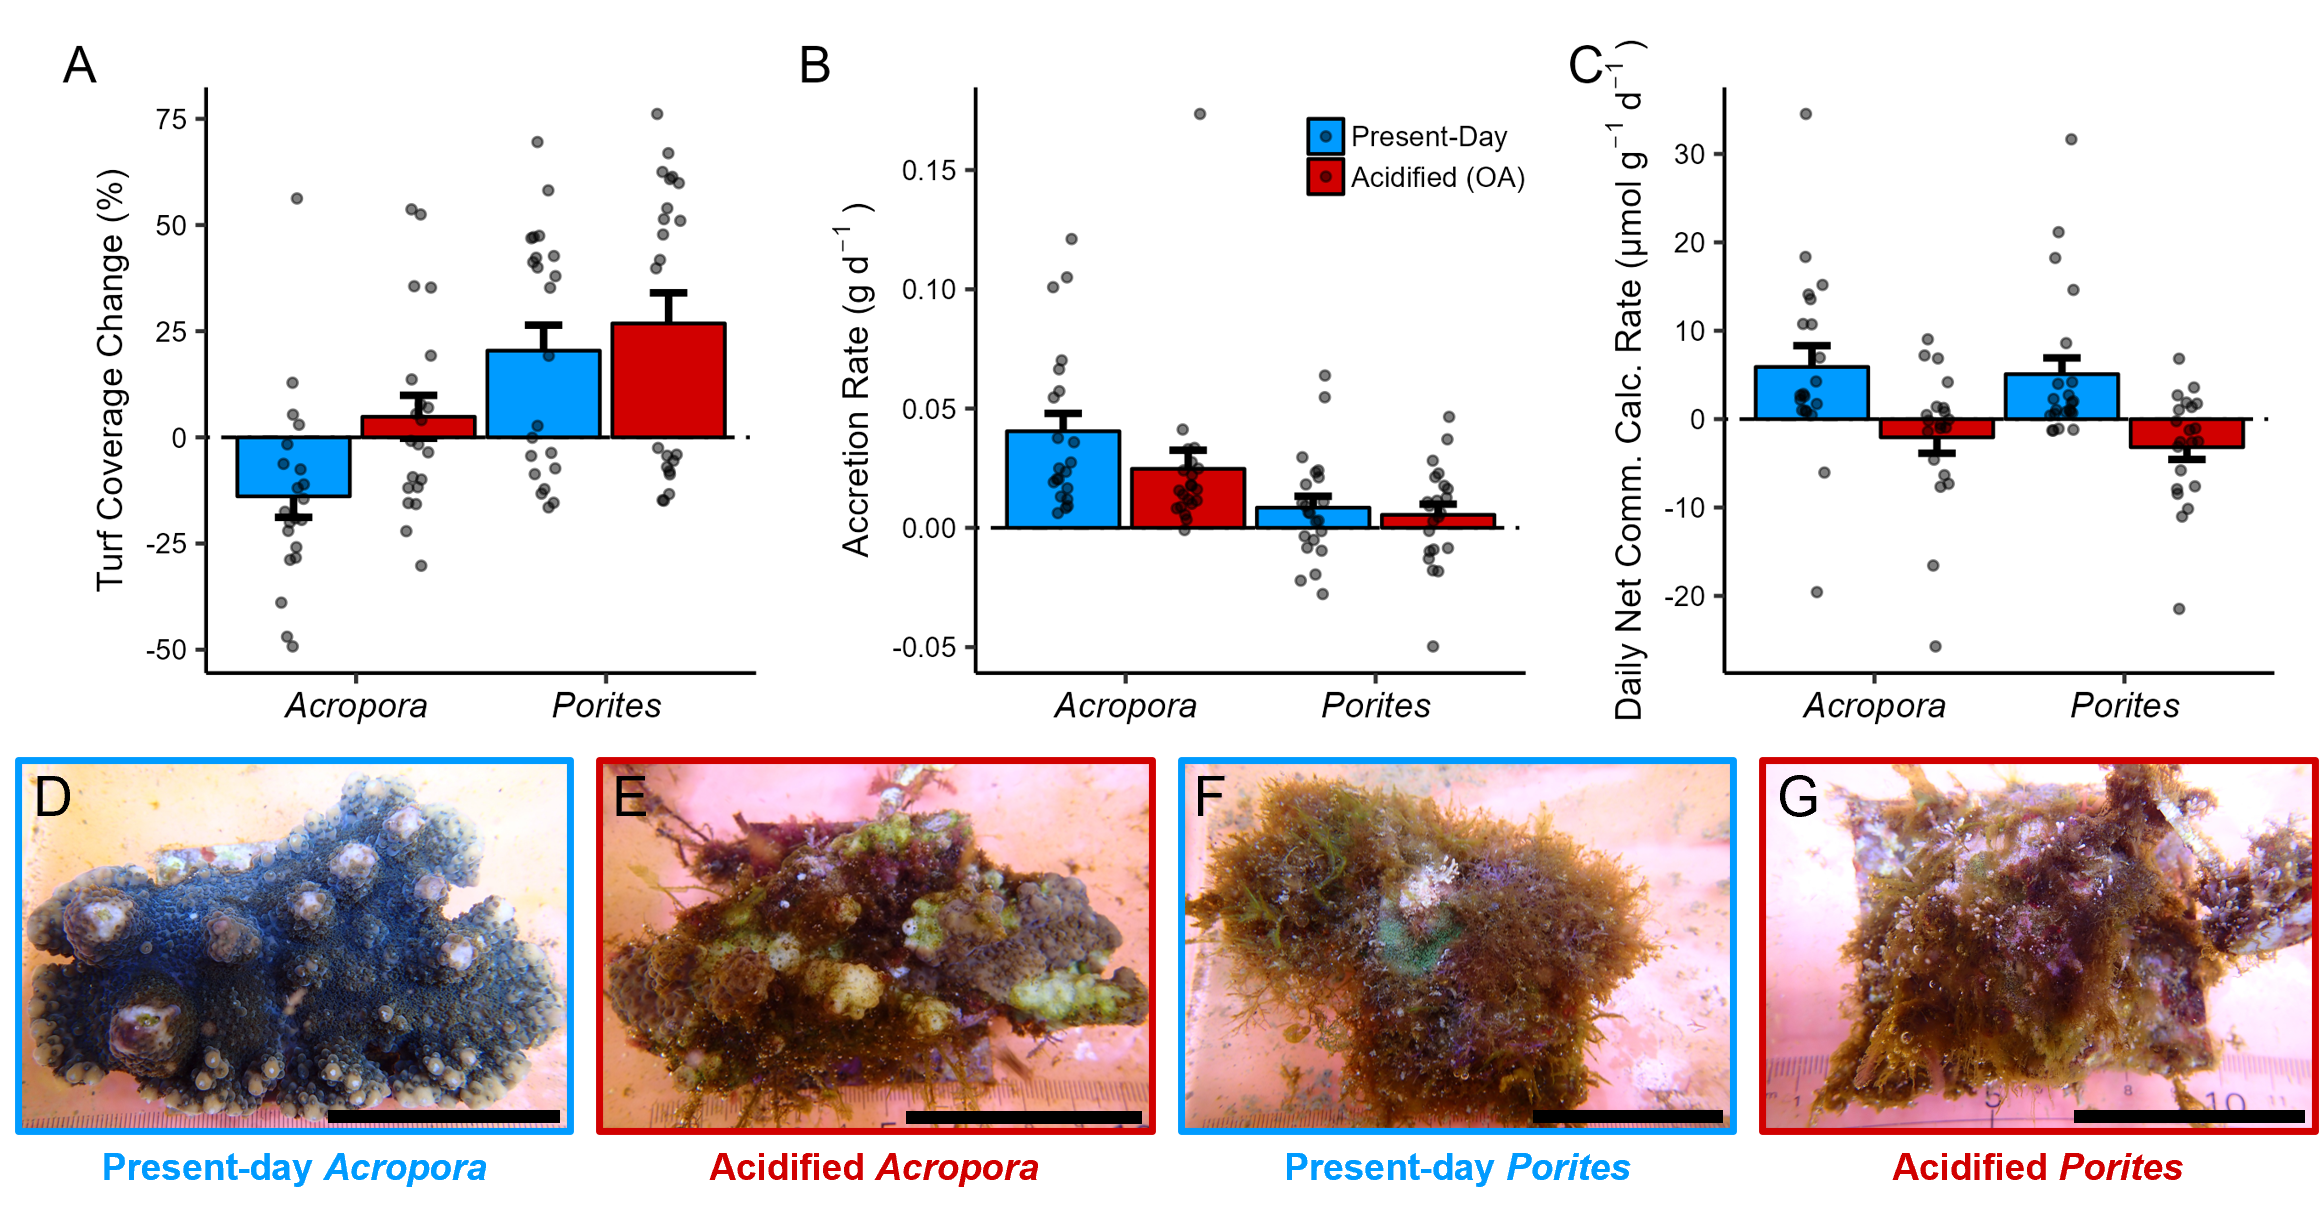 A
Turf Coverage Change (%)
75
50
25
0
-25
-50
Acropora
Porites
B
Accretion Rate (g d⁻¹)
0.15
0.10
0.05
0.00
-0.05
Present-Day
Acidified (OA)
Acropora
Porites
C
Daily Net Comm. Calc. Rate (µmol g⁻¹ d⁻¹)
30
20
10
0
-10
-20
Acropora
Porites
D
E
F
G
5
10
Present-day Acropora
Acidified Acropora
Present-day Porites
Acidified Porites